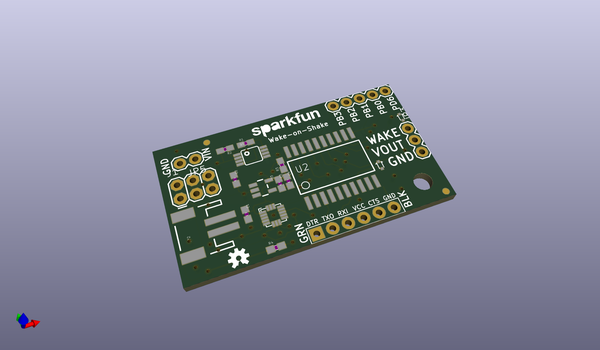 sparkfun
Wake-on-Shake
PB3
PB2
PB1
PB0
PD6
GND
VIN
WAKE
VOUT
GND
U2
DTR TXO RXI VCC CTS GND
GRN
BLK